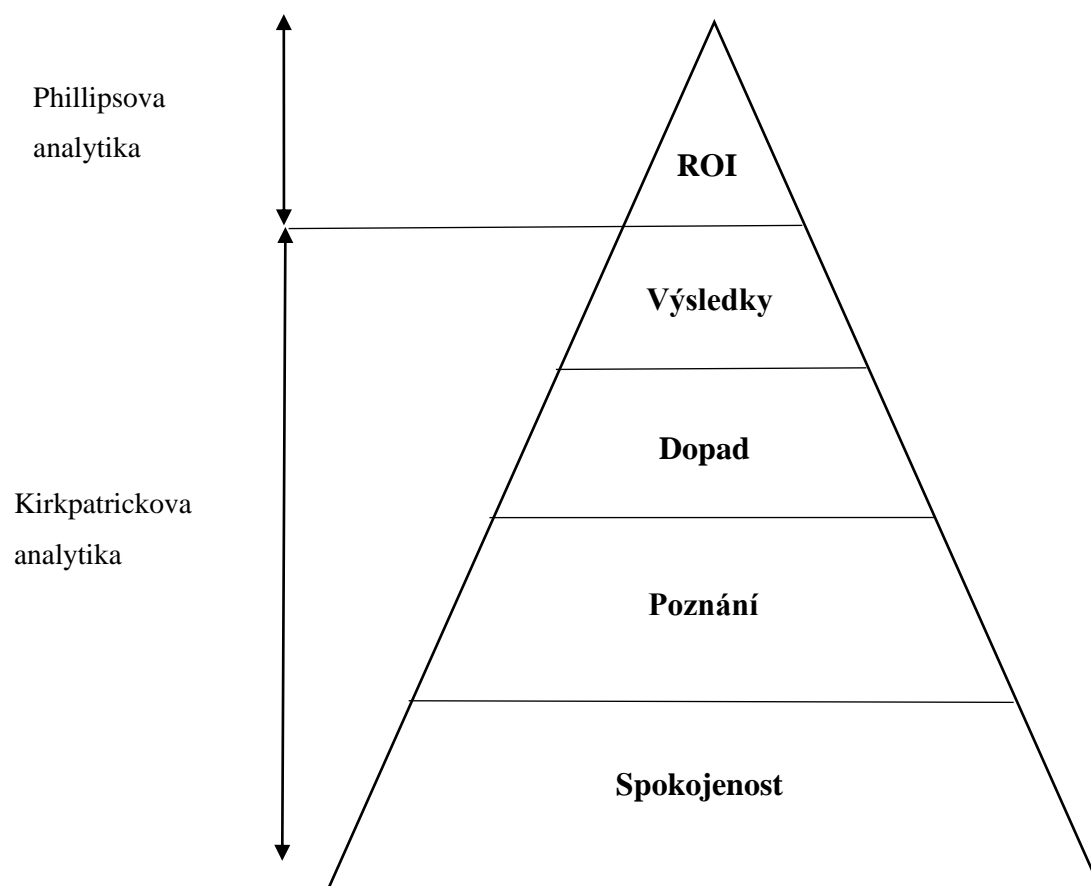 Phillipsova
analytika
ROI
Výsledky
Dopad
Kirkpatrickova
analytika
Poznání
Spokojenost